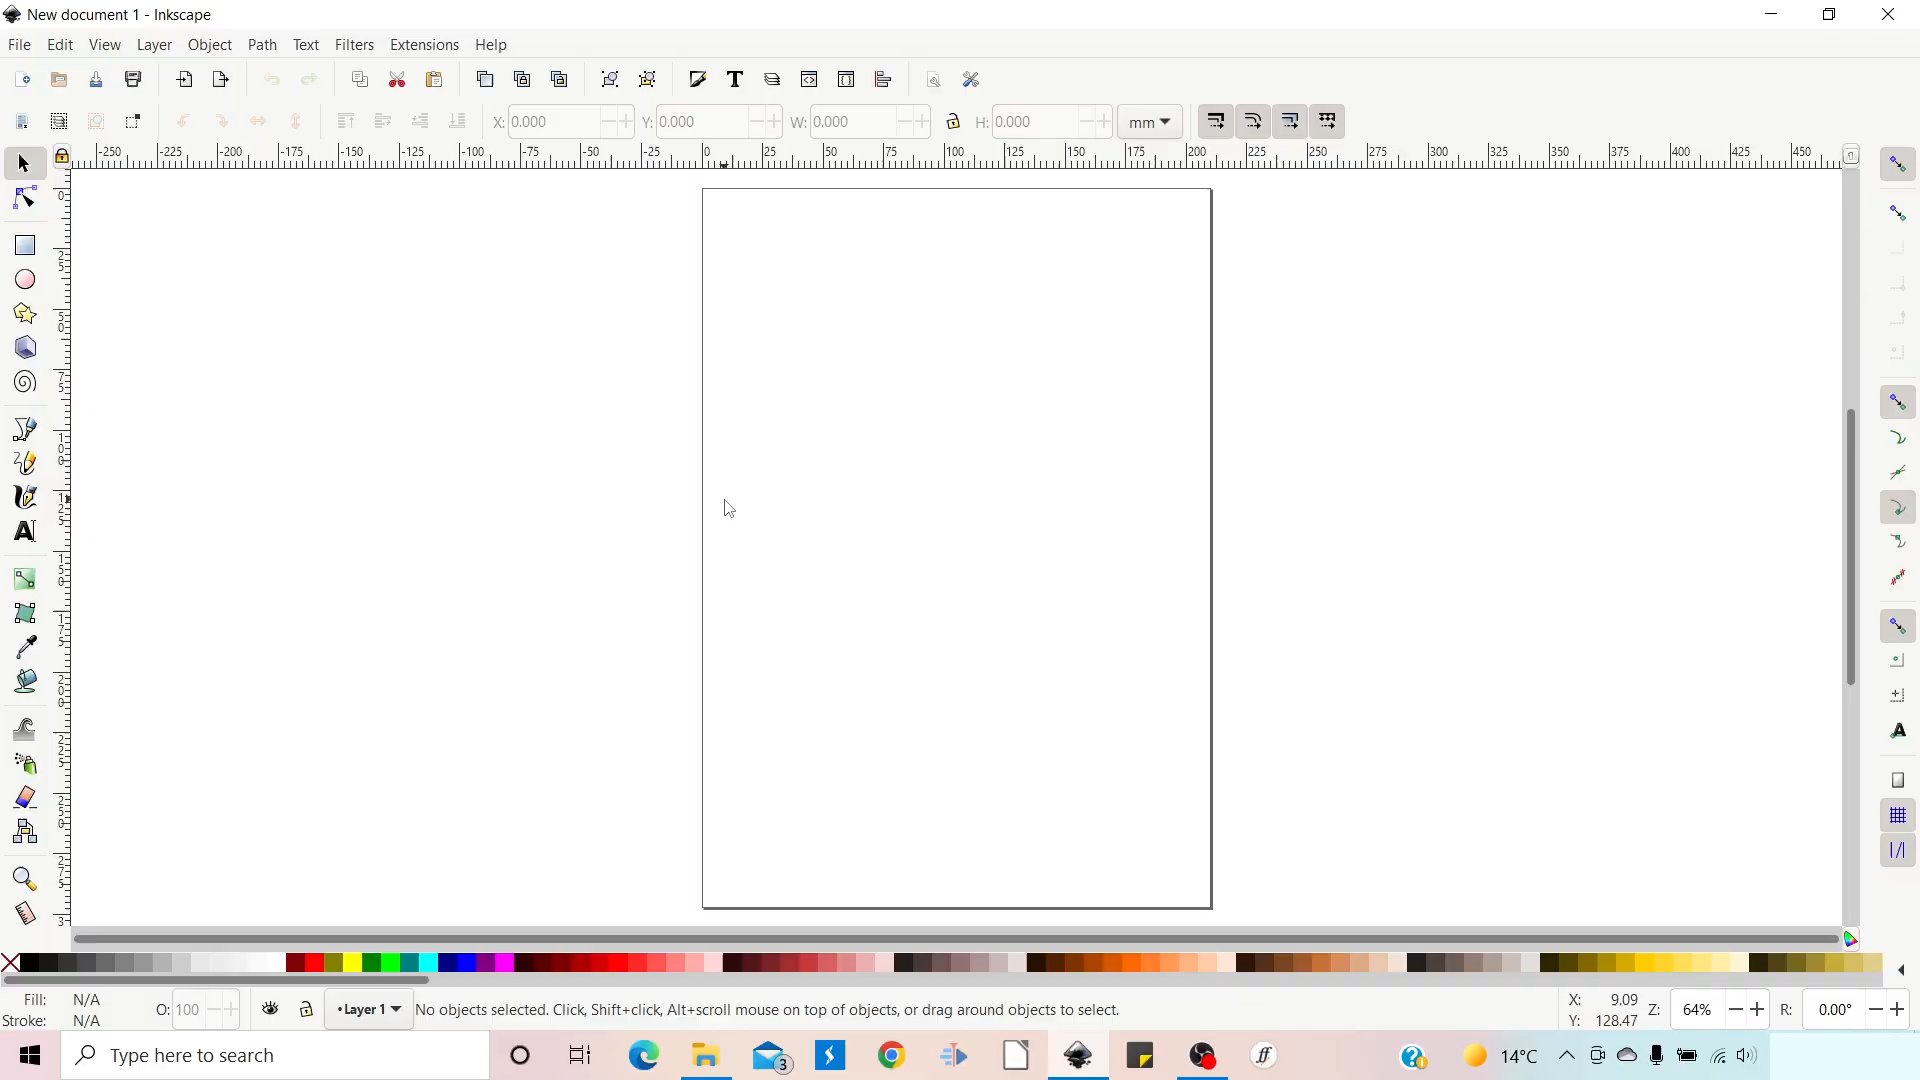 New document 1 - Inkscape
File Edit View Layer Object Path Text Filters Extensions Help
X: 0.000 Y: 0.000 W: 0.000 H: 0.000 mm
-250 -225 -200 -175 -150 -125 -100 -75 -50 -25 0 25 50 75 100 125 150 175 200 225 250 275 300 325 350 375 400 425 450
Fill: N/A
Stroke: N/A
O: 100
•Layer 1
No objects selected. Click, Shift+click, Alt+scroll mouse on top of objects, or drag around objects to select.
X: 9.09
Y: 128.47
Z: 64%
R: 0.00°
Type here to search
3
ff
14°C